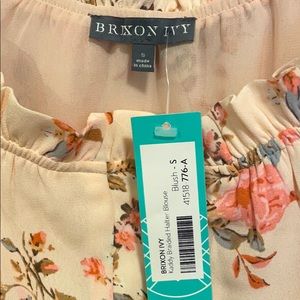 BRIXON IVY
S
made
in china
BRIXON IVY
Kaddy Braided Halter Blouse
Blush - S
41518 776-A